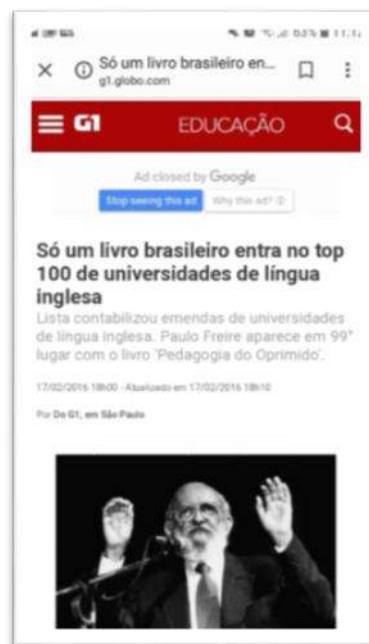 11:12
Só um livro brasileiro en...
g1.globo.com
G1 EDUCAÇÃO
Ad closed by Google
Stop seeing this ad Why this ad?
Só um livro brasileiro entra no top
100 de universidades de língua
inglesa
Lista contabilizou emendas de universidades
de língua inglesa. Paulo Freire aparece em 99°
lugar com o livro 'Pedagogia do Oprimido'.
17/02/2016 18h00 - Atualizado em 17/02/2016 18h10
Por Do G1, em São Paulo